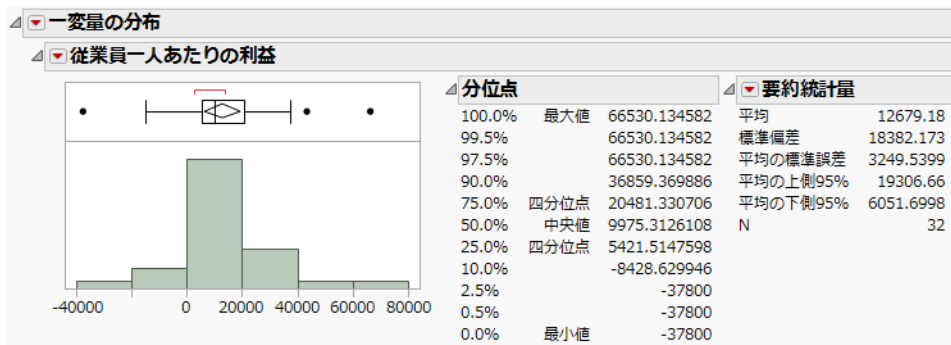 一変量の分布
従業員一人あたりの利益
-40000 0 20000 40000 60000 80000
分位点
100.0% 最大値 66530.134582
99.5% 66530.134582
97.5% 66530.134582
90.0% 36859.369886
75.0% 四分位点 20481.330706
50.0% 中央値 9975.3126108
25.0% 四分位点 5421.5147598
10.0% -8428.629946
2.5% -37800
0.5% -37800
0.0% 最小値 -37800
要約統計量
平均 12679.18
標準偏差 18382.173
平均の標準誤差 3249.5399
平均の上側95% 19306.66
平均の下側95% 6051.6998
N 32